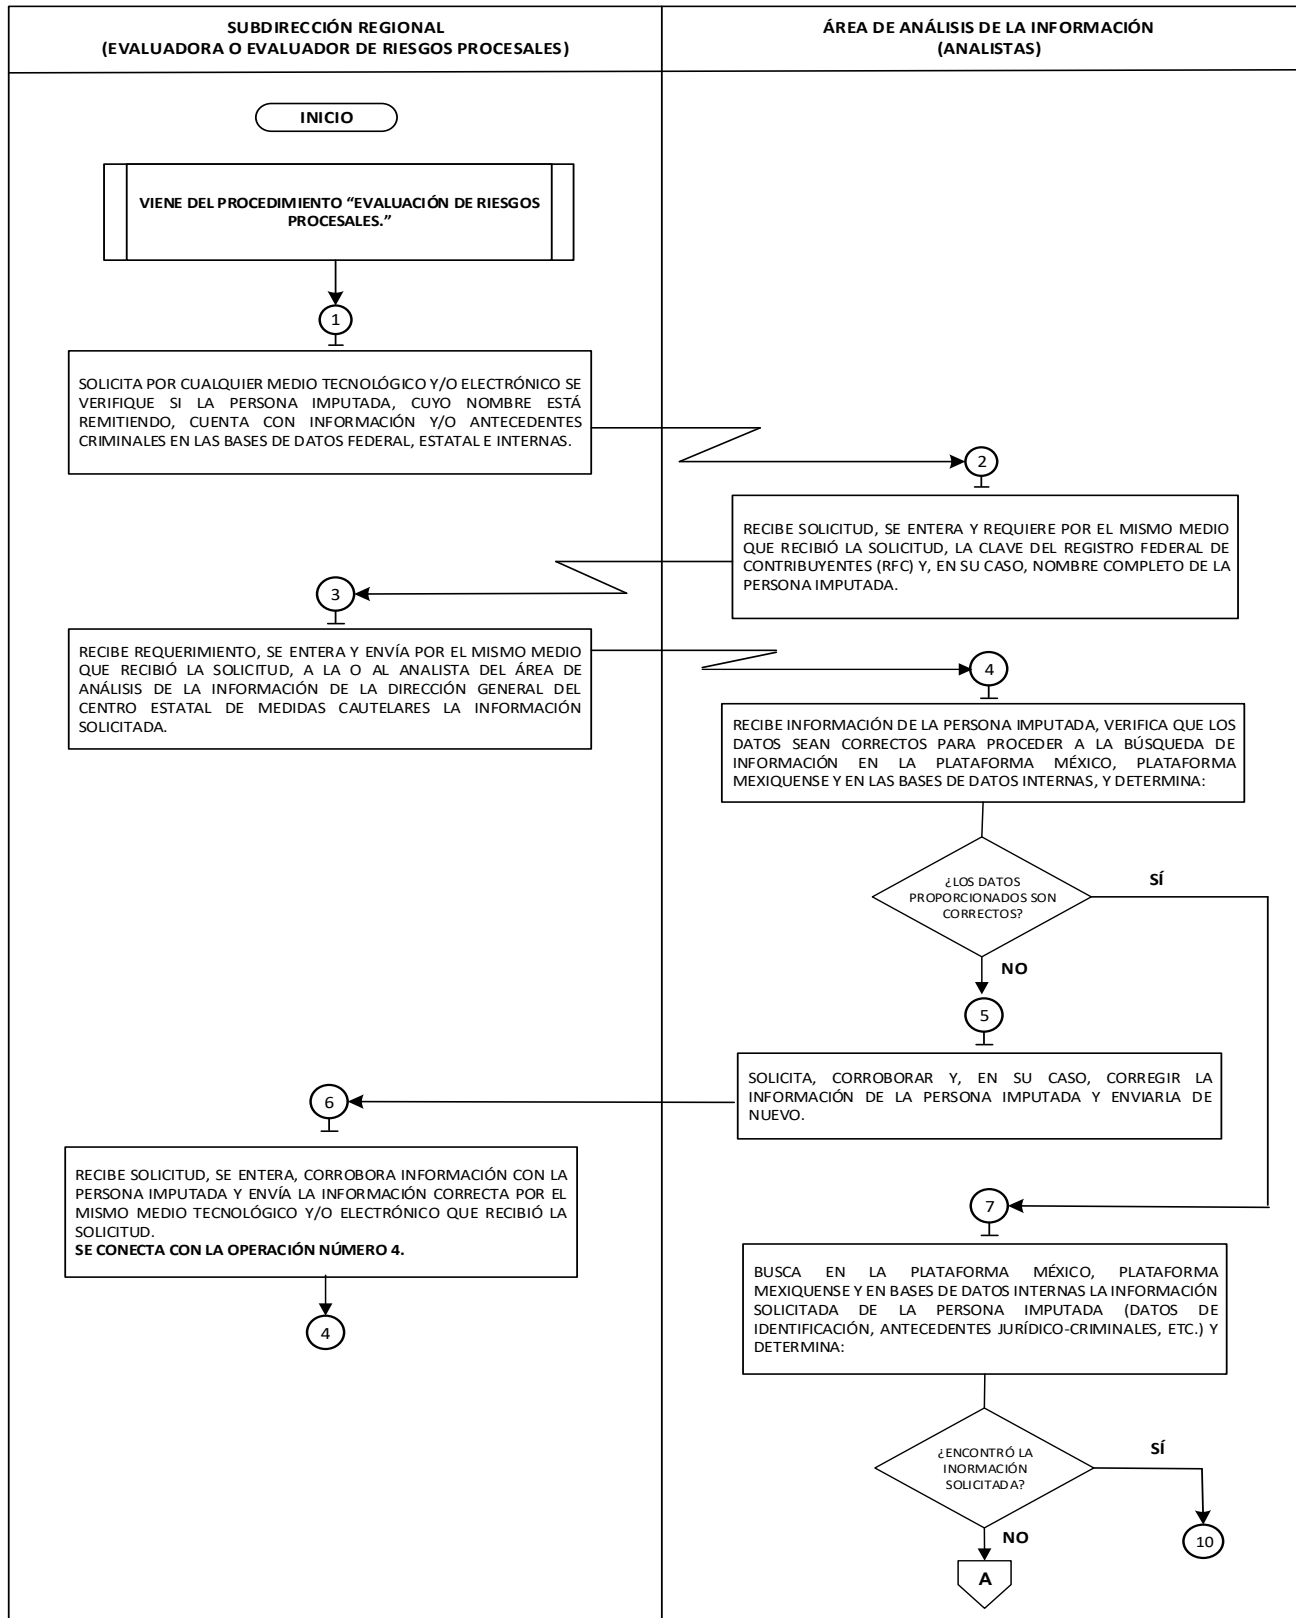 SUBDIRECCIÓN REGIONAL
(EVALUADORA O EVALUADOR DE RIESGOS PROCESALES)
ÁREA DE ANÁLISIS DE LA INFORMACIÓN
(ANALISTAS)
INICIO
VIENE DEL PROCEDIMIENTO “EVALUACIÓN DE RIESGOS
PROCESALES.”
1
SOLICITA POR CUALQUIER MEDIO TECNOLÓGICO Y/O ELECTRÓNICO SE
VERIFIQUE SI LA PERSONA IMPUTADA, CUYO NOMBRE ESTÁ
REMITIENDO, CUENTA CON INFORMACIÓN Y/O ANTECEDENTES
CRIMINALES EN LAS BASES DE DATOS FEDERAL, ESTATAL E INTERNAS.
2
RECIBE SOLICITUD, SE ENTERA Y REQUIERE POR EL MISMO MEDIO
QUE RECIBIÓ LA SOLICITUD, LA CLAVE DEL REGISTRO FEDERAL DE
CONTRIBUYENTES (RFC) Y, EN SU CASO, NOMBRE COMPLETO DE LA
PERSONA IMPUTADA.
3
RECIBE REQUERIMIENTO, SE ENTERA Y ENVÍA POR EL MISMO MEDIO
QUE RECIBIÓ LA SOLICITUD, A LA O AL ANALISTA DEL ÁREA DE
ANÁLISIS DE LA INFORMACIÓN DE LA DIRECCIÓN GENERAL DEL
CENTRO ESTATAL DE MEDIDAS CAUTELARES LA INFORMACIÓN
SOLICITADA.
4
RECIBE INFORMACIÓN DE LA PERSONA IMPUTADA, VERIFICA QUE LOS
DATOS SEAN CORRECTOS PARA PROCEDER A LA BÚSQUEDA DE
INFORMACIÓN EN LA PLATAFORMA MÉXICO, PLATAFORMA
MEXIQUENSE Y EN LAS BASES DE DATOS INTERNAS, Y DETERMINA:
¿LOS DATOS
PROPORCIONADOS SON
CORRECTOS?
SÍ
NO
5
SOLICITA, CORROBORAR Y, EN SU CASO, CORREGIR LA
INFORMACIÓN DE LA PERSONA IMPUTADA Y ENVIARLA DE
NUEVO.
6
RECIBE SOLICITUD, SE ENTERA, CORROBORA INFORMACIÓN CON LA
PERSONA IMPUTADA Y ENVÍA LA INFORMACIÓN CORRECTA POR EL
MISMO MEDIO TECNOLÓGICO Y/O ELECTRÓNICO QUE RECIBIÓ LA
SOLICITUD.
SE CONECTA CON LA OPERACIÓN NÚMERO 4.
4
7
BUSCA EN LA PLATAFORMA MÉXICO, PLATAFORMA
MEXIQUENSE Y EN BASES DE DATOS INTERNAS LA INFORMACIÓN
SOLICITADA DE LA PERSONA IMPUTADA (DATOS DE
IDENTIFICACIÓN, ANTECEDENTES JURÍDICO-CRIMINALES, ETC.) Y
DETERMINA:
¿ENCONTRÓ LA
INORMACIÓN
SOLICITADA?
SÍ
10
NO
A